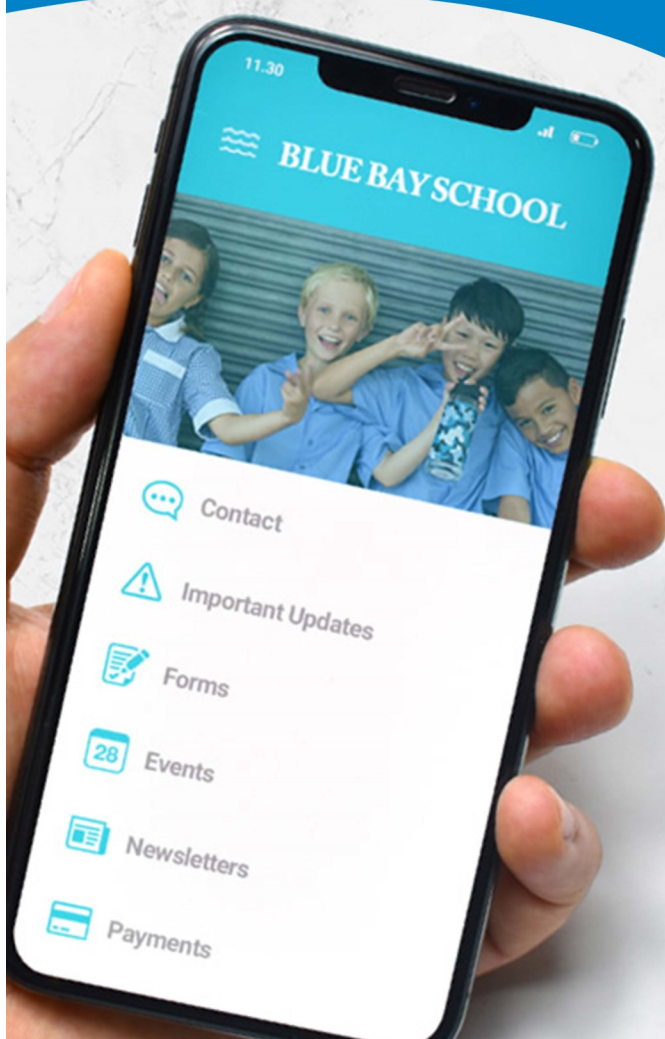 11.30
BLUE BAY SCHOOL
Contact
Important Updates
Forms
28
Events
Newsletters
Payments